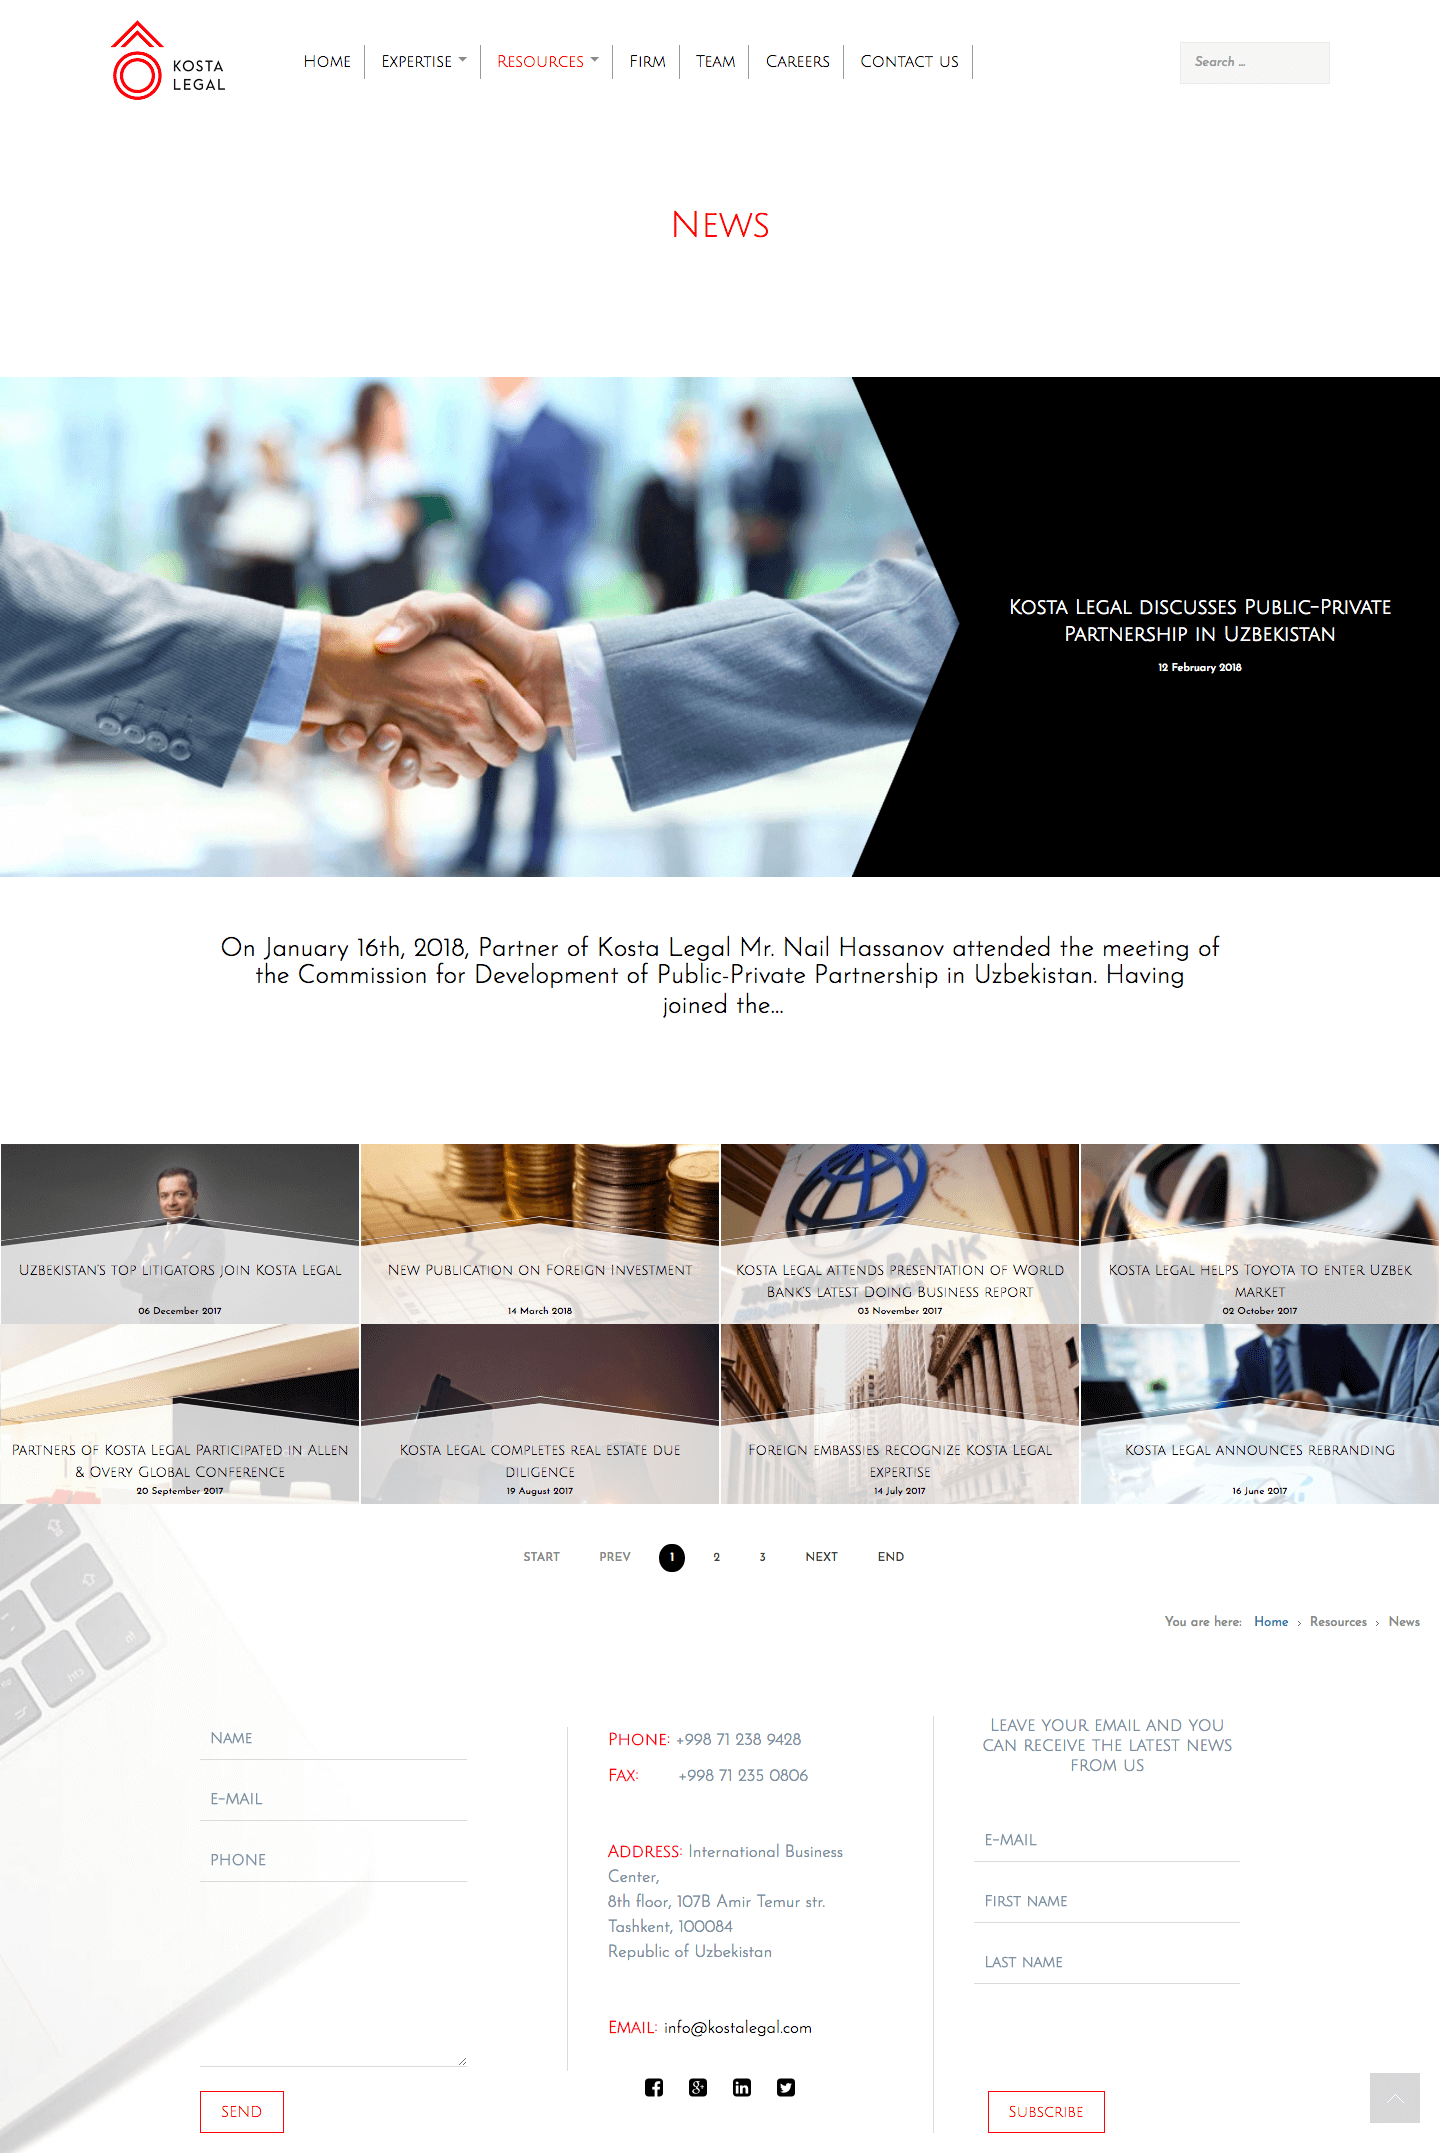 KOSTA
LEGAL
Home
Expertise
Resources
Firm
Team
Careers
Contact us
Search ...
News
Kosta Legal discusses Public-Private
Partnership in Uzbekistan
12 February 2018
On January 16th, 2018, Partner of Kosta Legal Mr. Nail Hassanov attended the meeting of
the Commission for Development of Public-Private Partnership in Uzbekistan. Having
joined the...
Uzbekistan's top litigators join Kosta Legal
06 December 2017
New Publication on Foreign Investment
14 March 2018
BANK
Kosta Legal attends presentation of World
Bank's latest Doing Business report
03 November 2017
Kosta Legal helps Toyota to enter Uzbek
market
02 October 2017
Partners of Kosta Legal Participated in Allen
& Overy Global Conference
20 September 2017
Kosta Legal completes real estate due
diligence
19 August 2017
Foreign embassies recognize Kosta Legal
expertise
14 July 2017
Kosta Legal announces rebranding
16 June 2017
START
PREV
1
2
3
NEXT
END
You are here: Home › Resources › News
Name
E-mail
Phone
Send
Phone: +998 71 238 9428
Fax: +998 71 235 0806
Address: International Business
Center,
8th floor, 107B Amir Temur str.
Tashkent, 100084
Republic of Uzbekistan
Email: info@kostalegal.com
Leave your email and you
can receive the latest news
from us
E-mail
First name
Last name
Subscribe